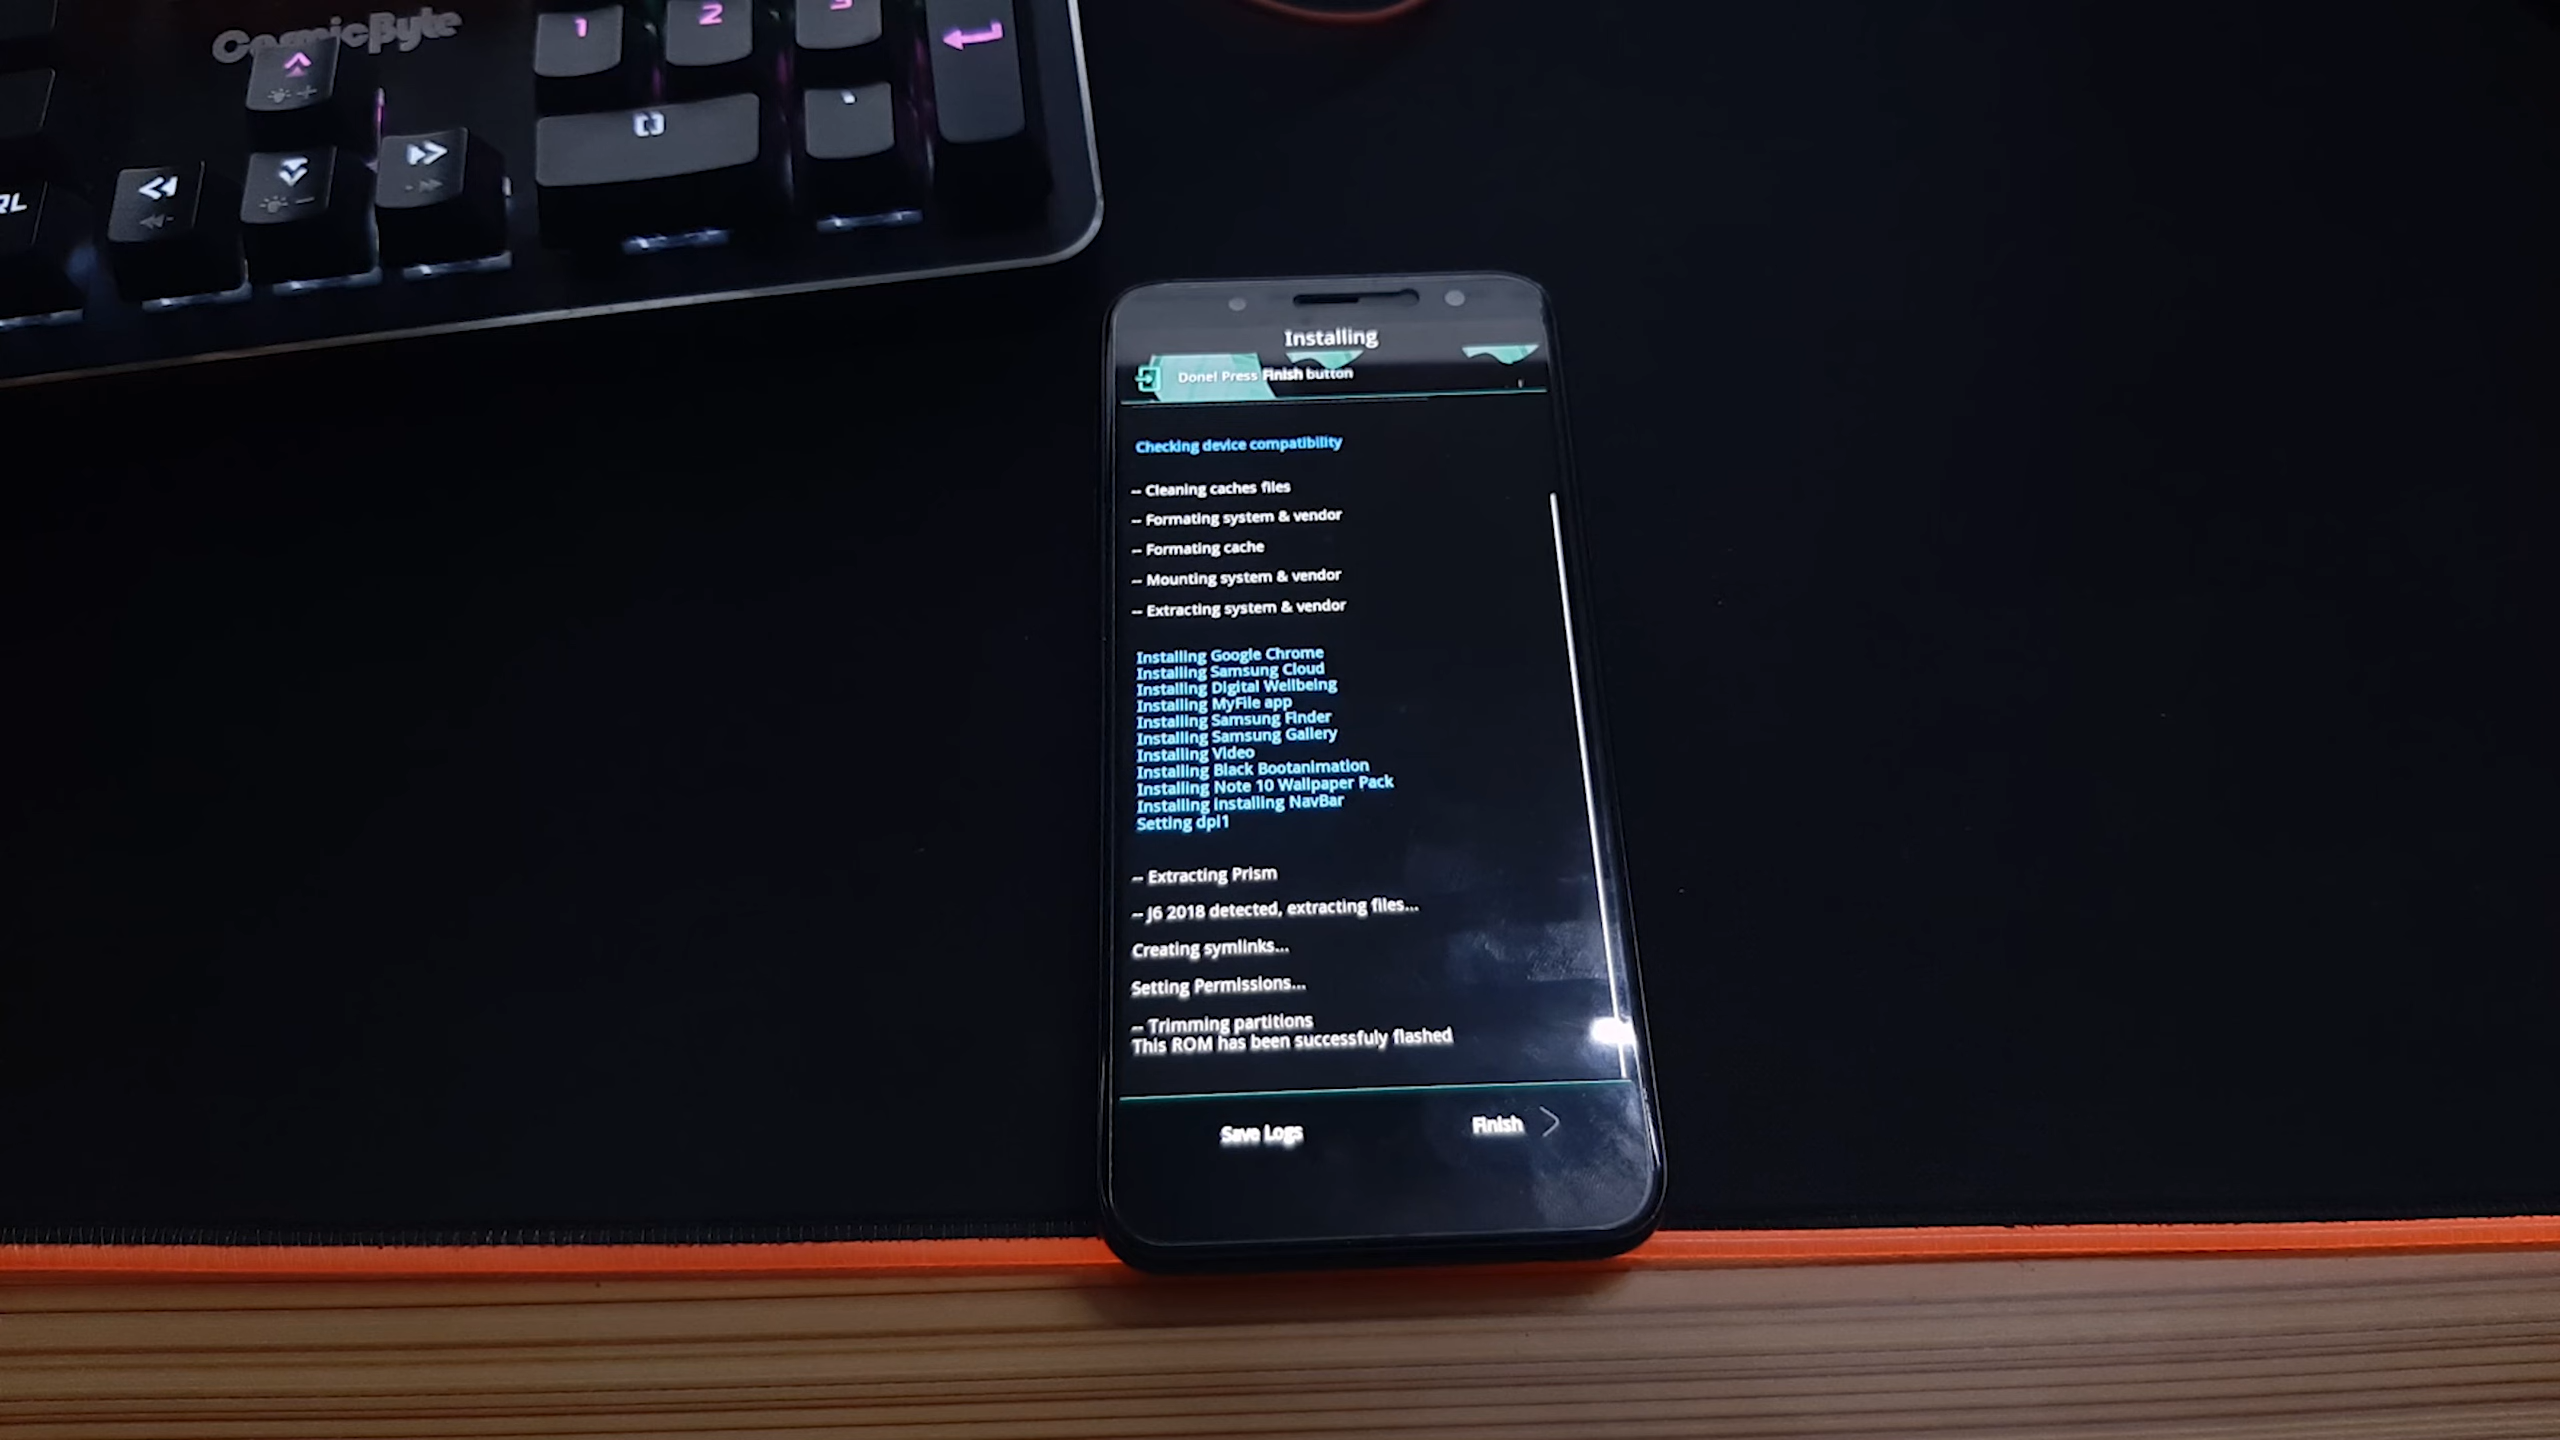 CosmicByte
1
2
3
RL
Installing
Done! Press Finish button
Checking device compatibility
-- Cleaning caches files
-- Formating system & vendor
-- Formating cache
-- Mounting system & vendor
-- Extracting system & vendor
Installing Google Chrome
Installing Samsung Cloud
Installing Digital Wellbeing
Installing MyFile app
Installing Samsung Finder
Installing Samsung Gallery
Installing Video
Installing Black Bootanimation
Installing Note 10 Wallpaper Pack
Installing Installing NavBar
Setting dpi1
-- Extracting Prism
-- J6 2018 detected, extracting files...
Creating symlinks...
Setting Permissions...
-- Trimming partitions
This ROM has been successfuly flashed
Save Logs
Finish